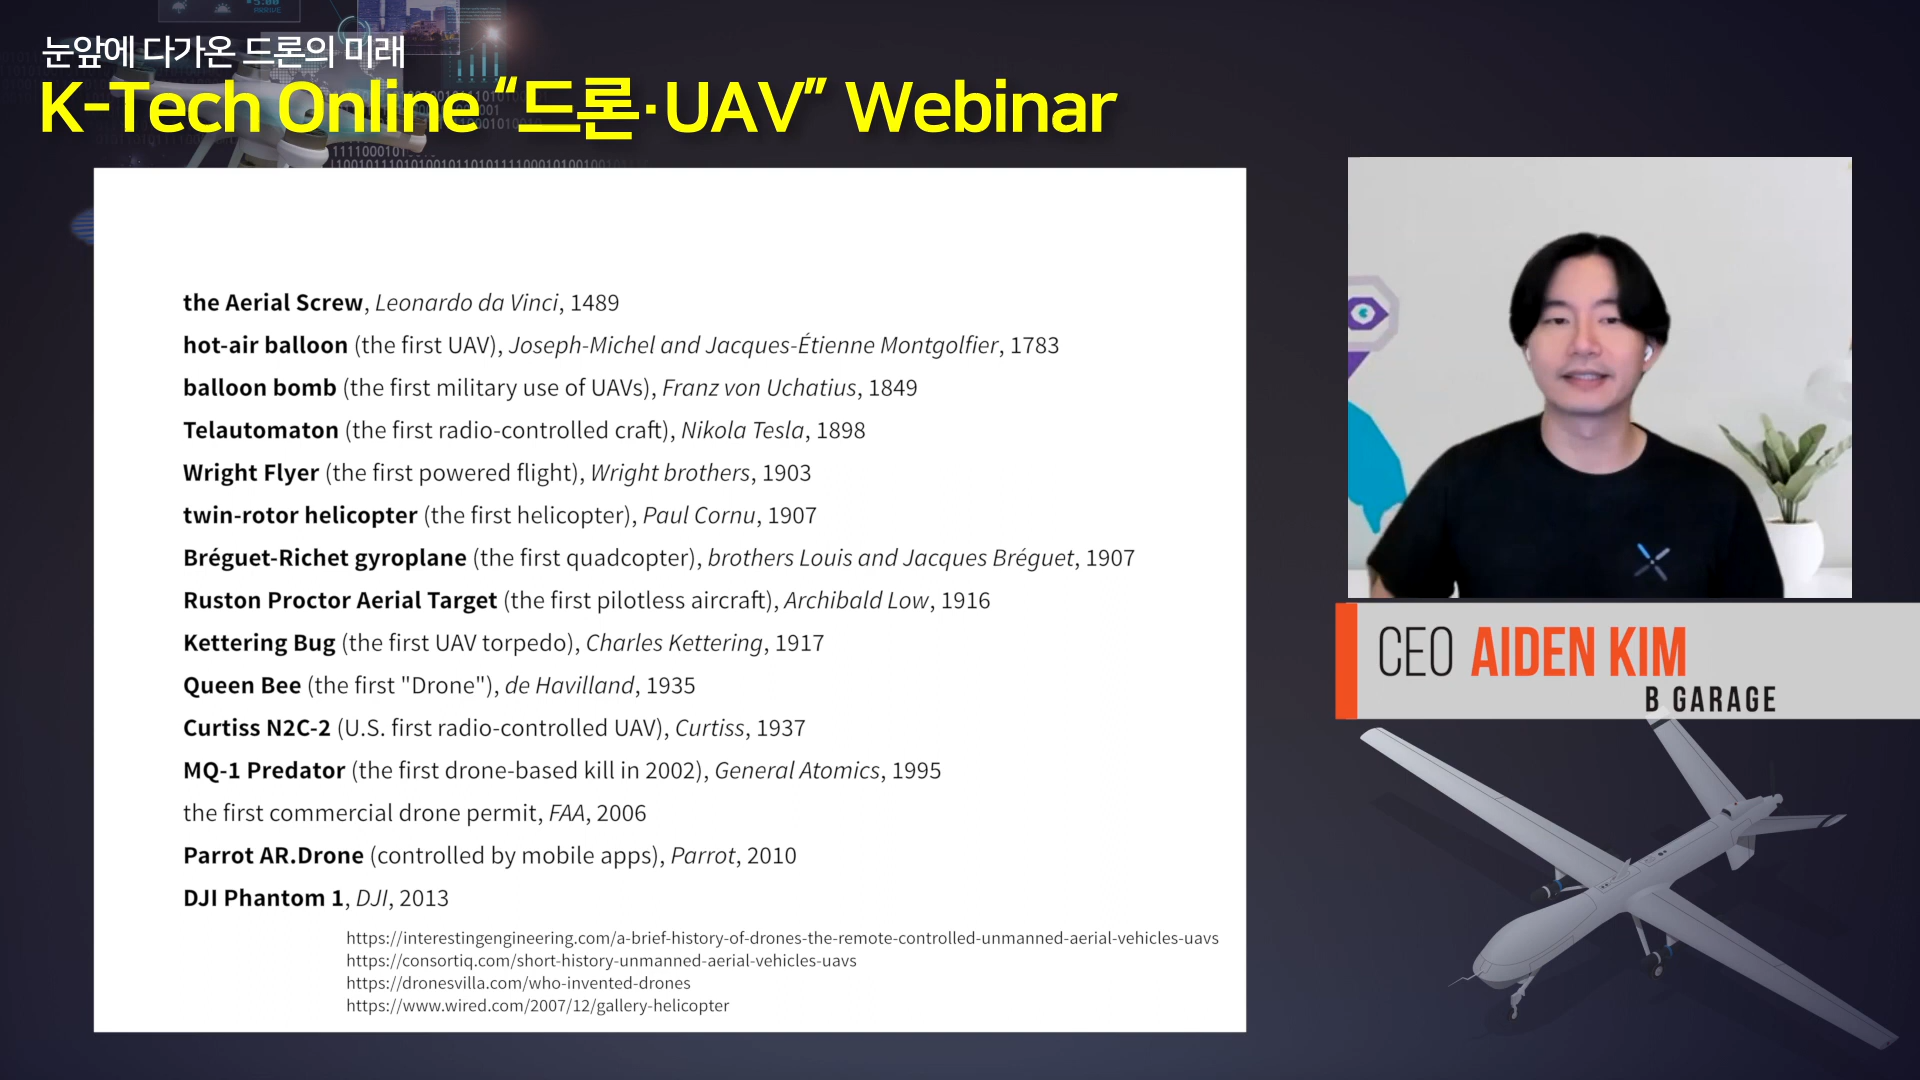 눈앞에 다가온 드론의 미래
K-Tech Online “드론·UAV” Webinar
the Aerial Screw, Leonardo da Vinci, 1489
hot-air balloon (the first UAV), Joseph-Michel and Jacques-Étienne Montgolfier, 1783
balloon bomb (the first military use of UAVs), Franz von Uchatius, 1849
Telautomaton (the first radio-controlled craft), Nikola Tesla, 1898
Wright Flyer (the first powered flight), Wright brothers, 1903
twin-rotor helicopter (the first helicopter), Paul Cornu, 1907
Bréguet-Richet gyroplane (the first quadcopter), brothers Louis and Jacques Bréguet, 1907
Ruston Proctor Aerial Target (the first pilotless aircraft), Archibald Low, 1916
Kettering Bug (the first UAV torpedo), Charles Kettering, 1917
Queen Bee (the first "Drone"), de Havilland, 1935
Curtiss N2C-2 (U.S. first radio-controlled UAV), Curtiss, 1937
MQ-1 Predator (the first drone-based kill in 2002), General Atomics, 1995
the first commercial drone permit, FAA, 2006
Parrot AR.Drone (controlled by mobile apps), Parrot, 2010
DJI Phantom 1, DJI, 2013
https://interestingengineering.com/a-brief-history-of-drones-the-remote-controlled-unmanned-aerial-vehicles-uavs
https://consortiq.com/short-history-unmanned-aerial-vehicles-uavs
https://dronesvilla.com/who-invented-drones
https://www.wired.com/2007/12/gallery-helicopter
CEO AIDEN KIM
B GARAGE